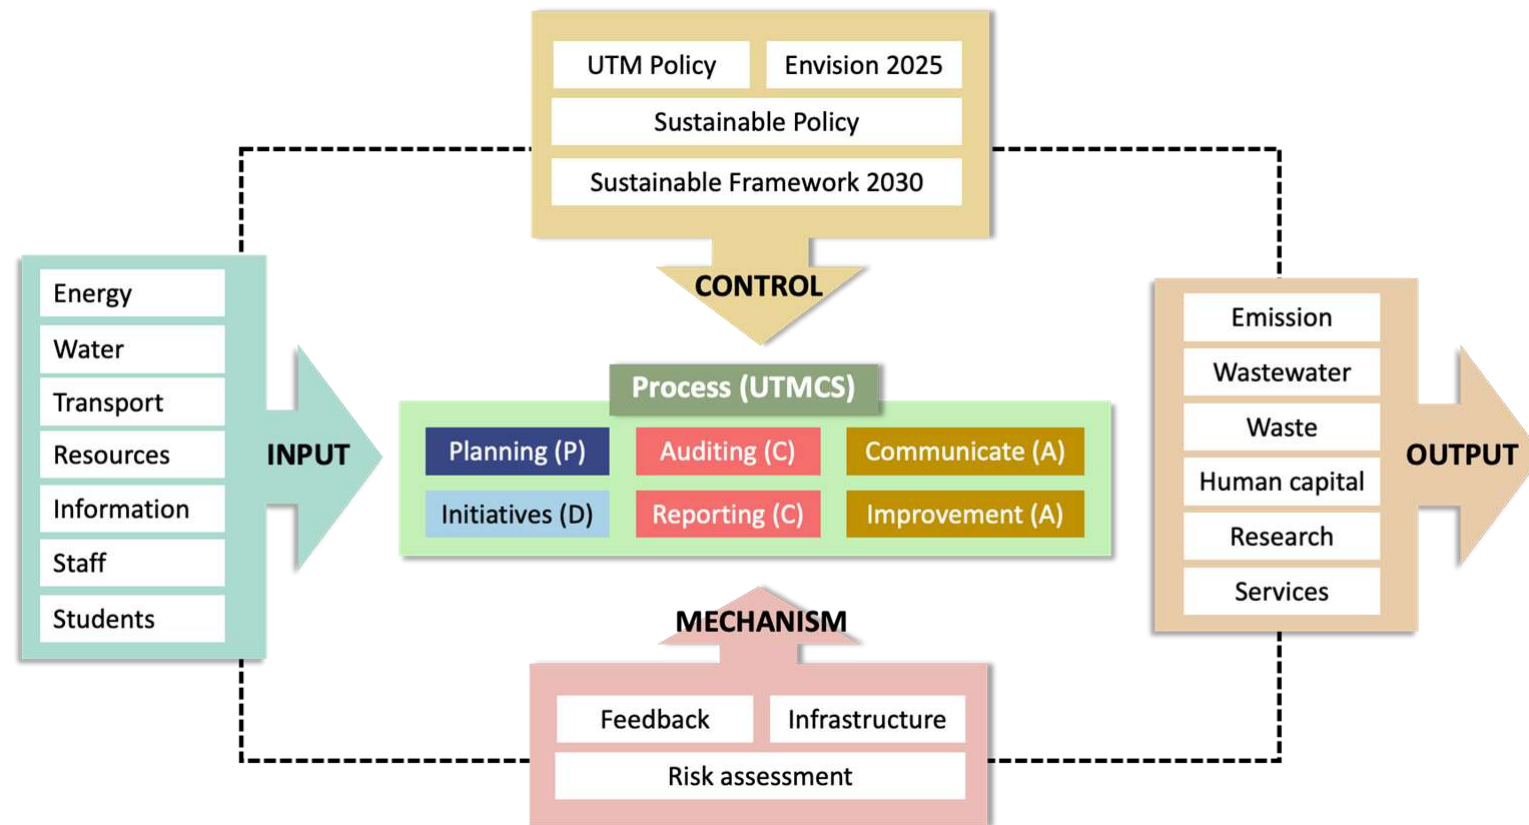 UTM Policy
Envision 2025
Sustainable Policy
Sustainable Framework 2030
CONTROL
Energy
Water
Transport
Resources
Information
Staff
Students
INPUT
Process (UTMCS)
Planning (P)
Auditing (C)
Communicate (A)
Initiatives (D)
Reporting (C)
Improvement (A)
Emission
Wastewater
Waste
Human capital
Research
Services
OUTPUT
MECHANISM
Feedback
Infrastructure
Risk assessment